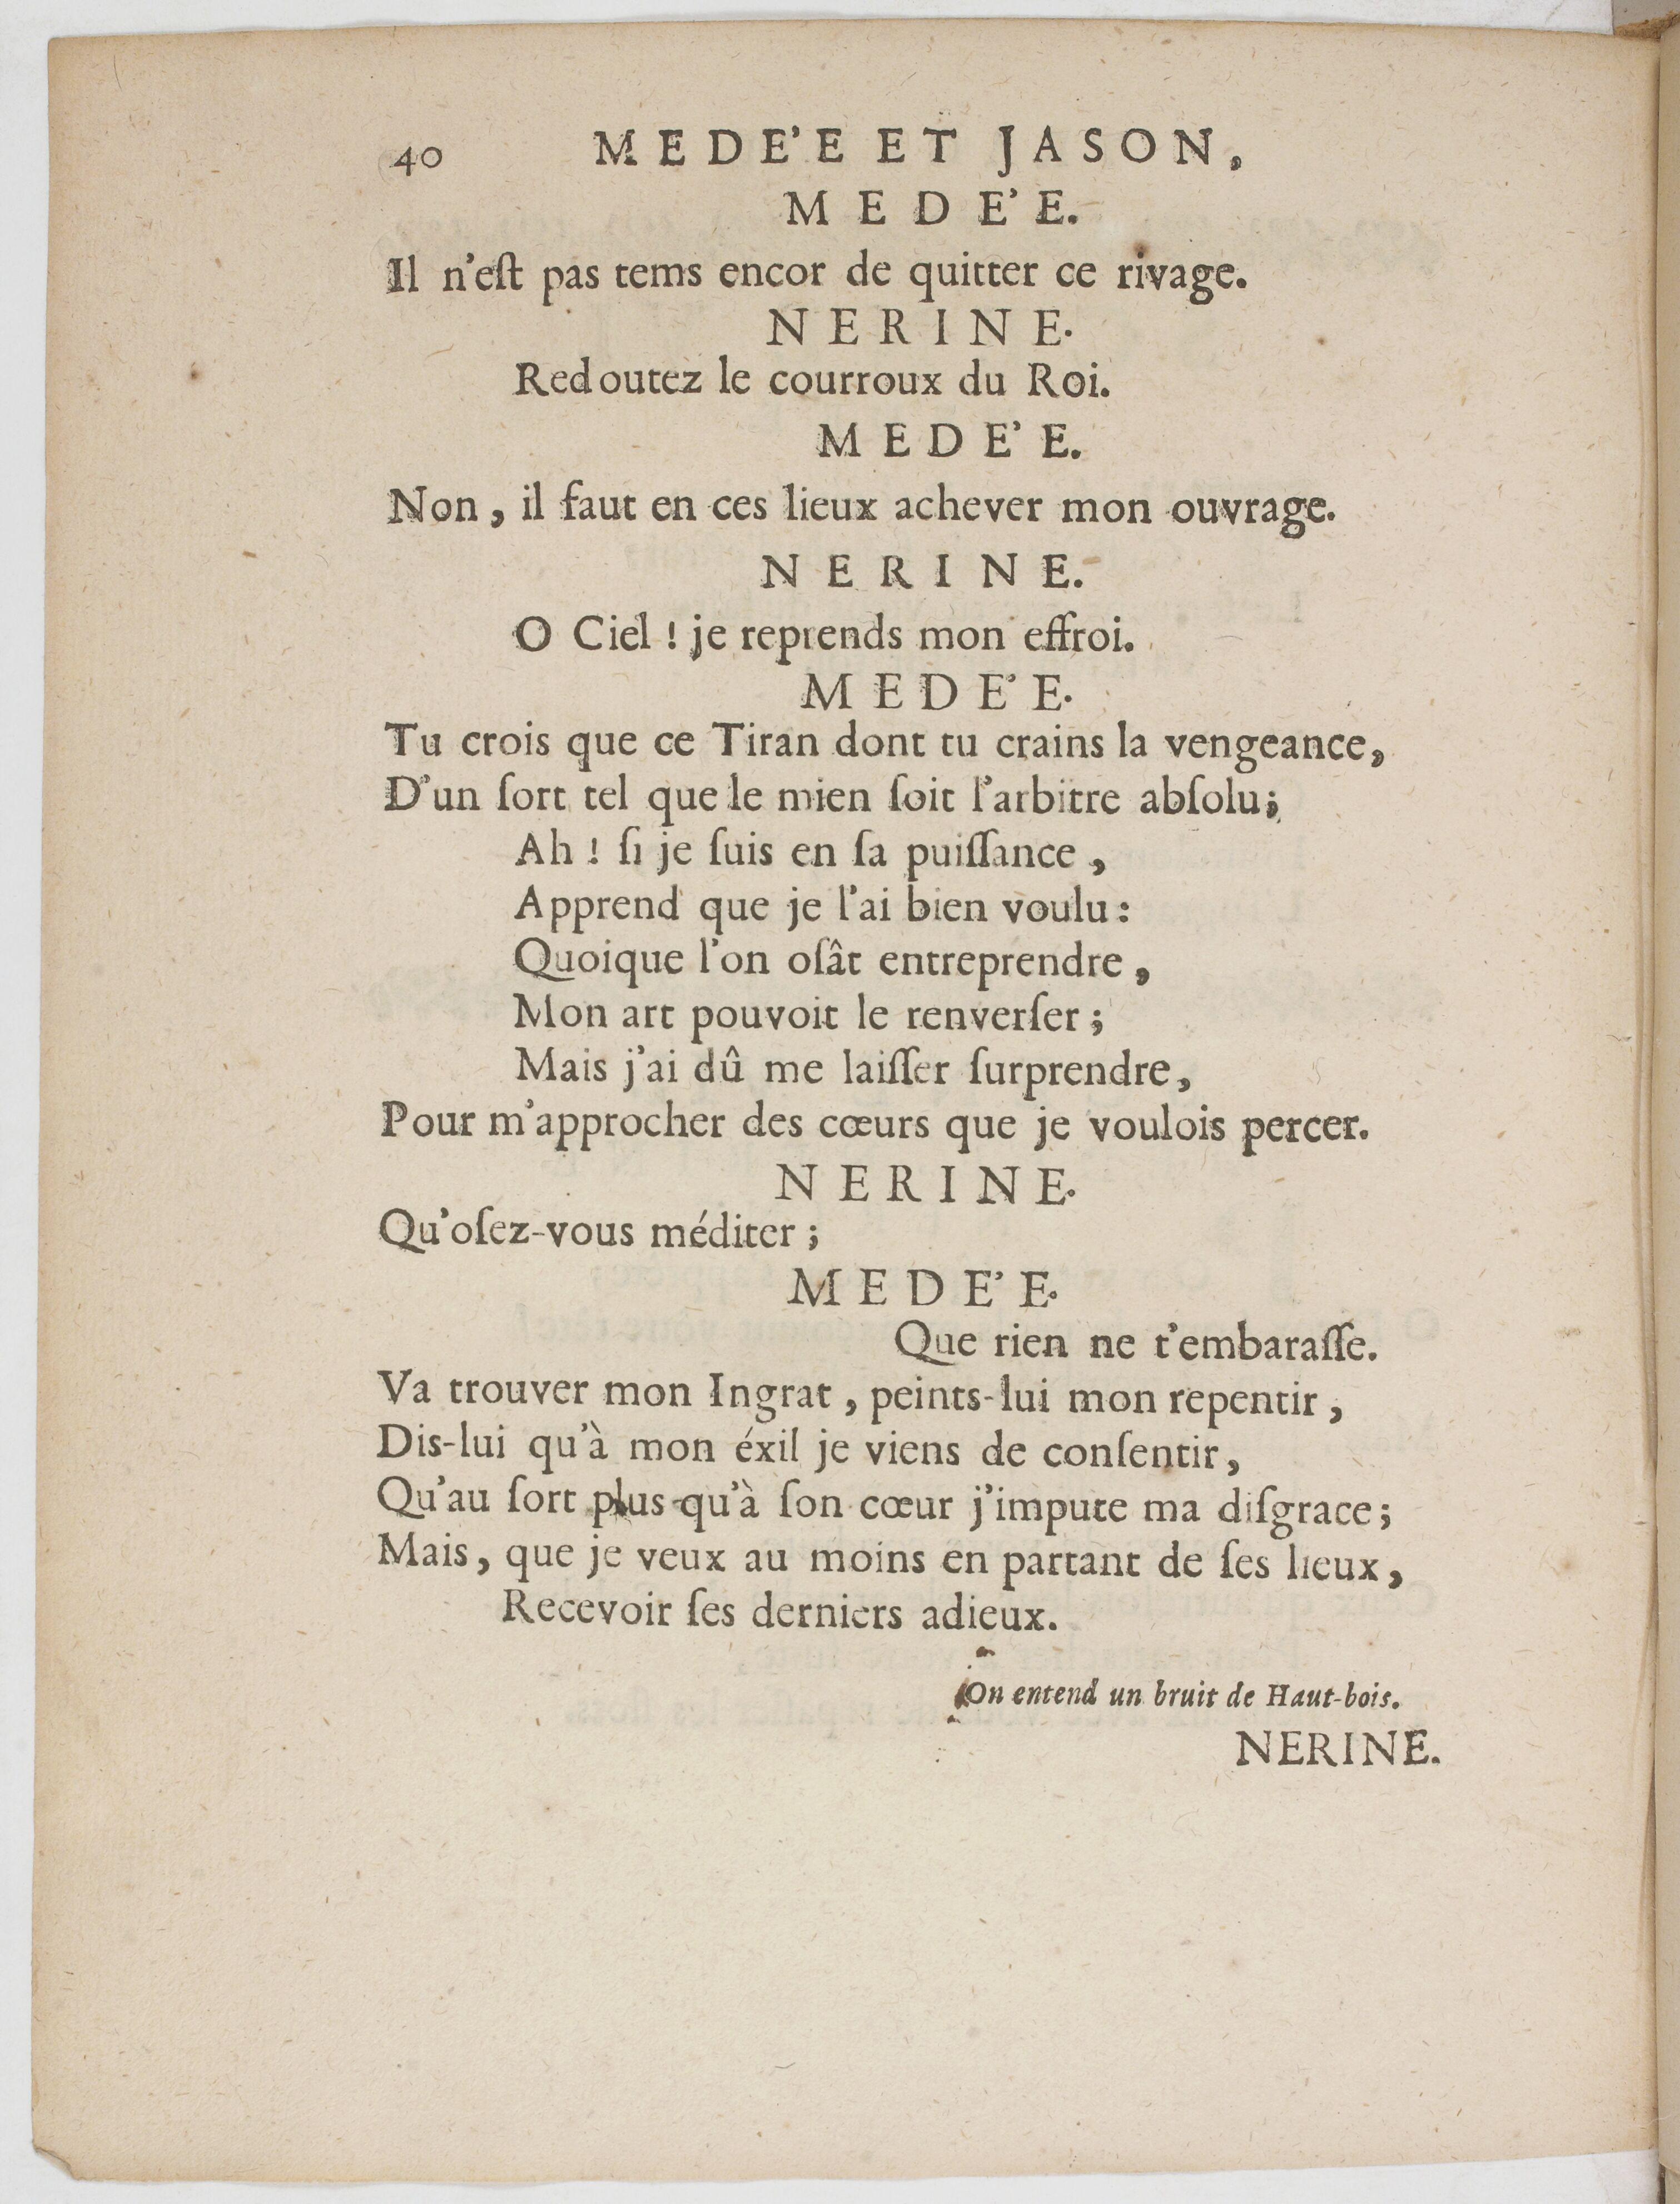 40 MEDE'E ET JASON,
MEDE'E.
Il n'eſt pas tems encor de quitter ce rivage.
NERINE.
Redoutez le courroux du Roi.
MEDE'E.
Non, il faut en ces lieux achever mon ouvrage.
NERINE.
O Ciel ! je reprends mon effroi.
MEDE'E.
Tu crois que ce Tiran dont tu crains la vengeance,
D'un ſort tel que le mien ſoit l'arbitre abſolu;
Ah ! ſi je ſuis en ſa puiſſance,
Apprend que je l'ai bien voulu:
Quoique l'on oſât entreprendre,
Mon art pouvoit le renverſer;
Mais j'ai dû me laiſſer ſurprendre,
Pour m'approcher des cœurs que je voulois percer.
NERINE.
Qu'oſez-vous méditer;
MEDE'E.
Que rien ne t'embaraſſe.
Va trouver mon Ingrat, peints-lui mon repentir,
Dis-lui qu'à mon éxil je viens de conſentir,
Qu'au ſort plus qu'à ſon cœur j'impute ma diſgrace;
Mais, que je veux au moins en partant de ſes lieux,
Recevoir ſes derniers adieux.
On entend un bruit de Haut-bois.
NERINE.